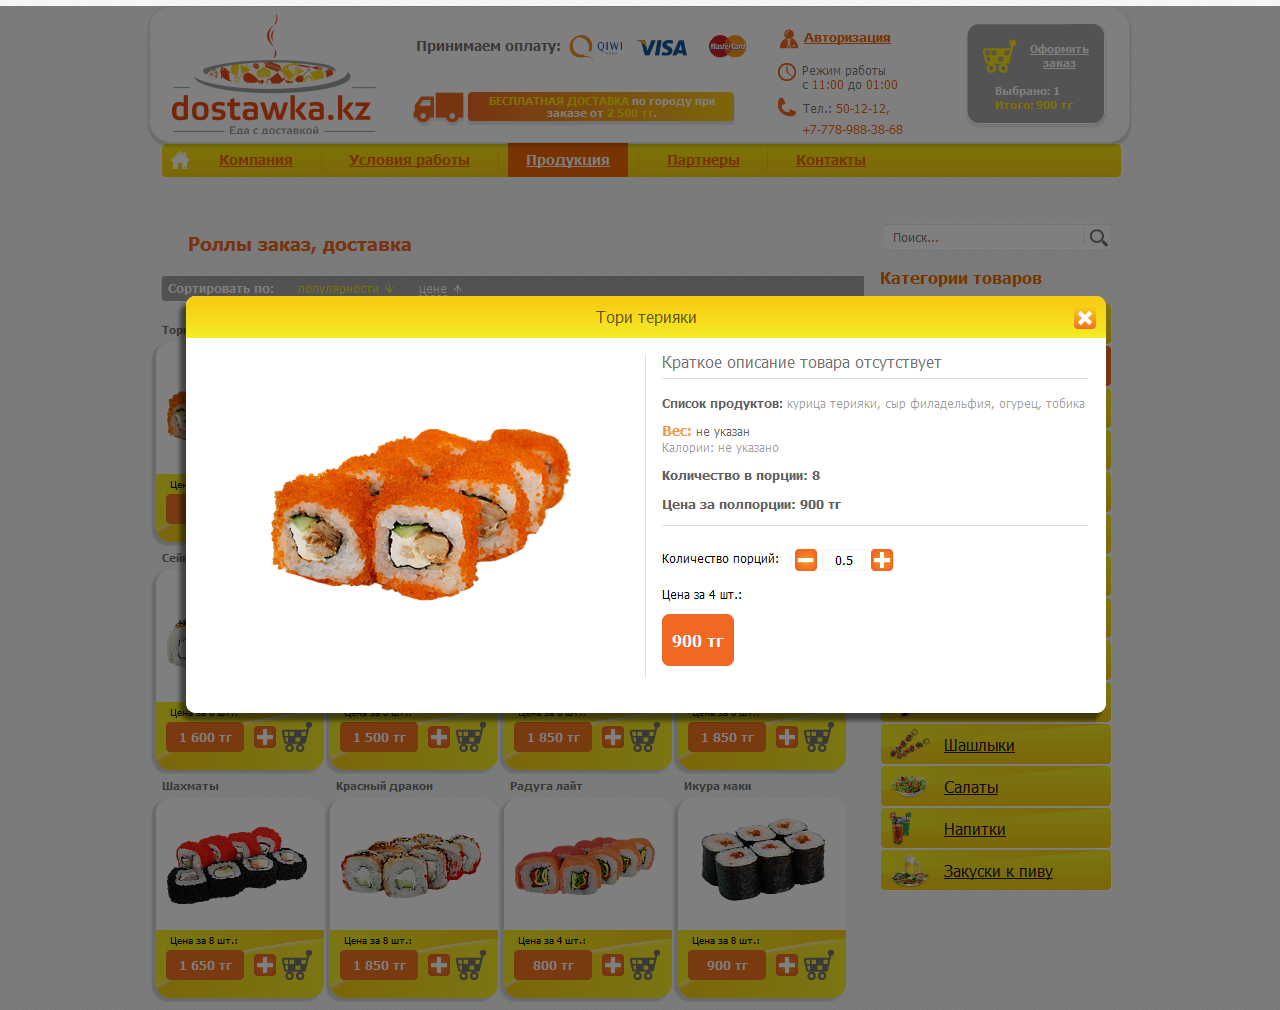 dostawka.kz
Еда с доставкой
Принимаем оплату:
QIWI
VISA
MasterCard
БЕСПЛАТНАЯ ДОСТАВКА по городу при
заказе от 2 500 тг.
Авторизация
Режим работы
с 11:00 до 01:00
Тел.: 50-12-12,
+7-778-988-38-68
Оформить
заказ
Выбрано: 1
Итого: 900 тг
Компания
Условия работы
Продукция
Партнеры
Контакты
Роллы заказ, доставка
Поиск...
Сортировать по:
популярности
цене
Категории товаров
Тори терияки
Краткое описание товара отсутствует
Список продуктов: курица терияки, сыр филадельфия, огурец, тобика
Вес: не указан
Калории: не указано
Количество в порции: 8
Цена за полпорции: 900 тг
Количество порций:
0.5
Цена за 4 шт.:
900 тг
1 600 тг
1 500 тг
1 850 тг
1 850 тг
Шахматы
Красный дракон
Радуга лайт
Икура маки
Цена за 8 шт.:
Цена за 8 шт.:
Цена за 4 шт.:
Цена за 8 шт.:
1 650 тг
1 850 тг
800 тг
900 тг
Шашлыки
Салаты
Напитки
Закуски к пиву